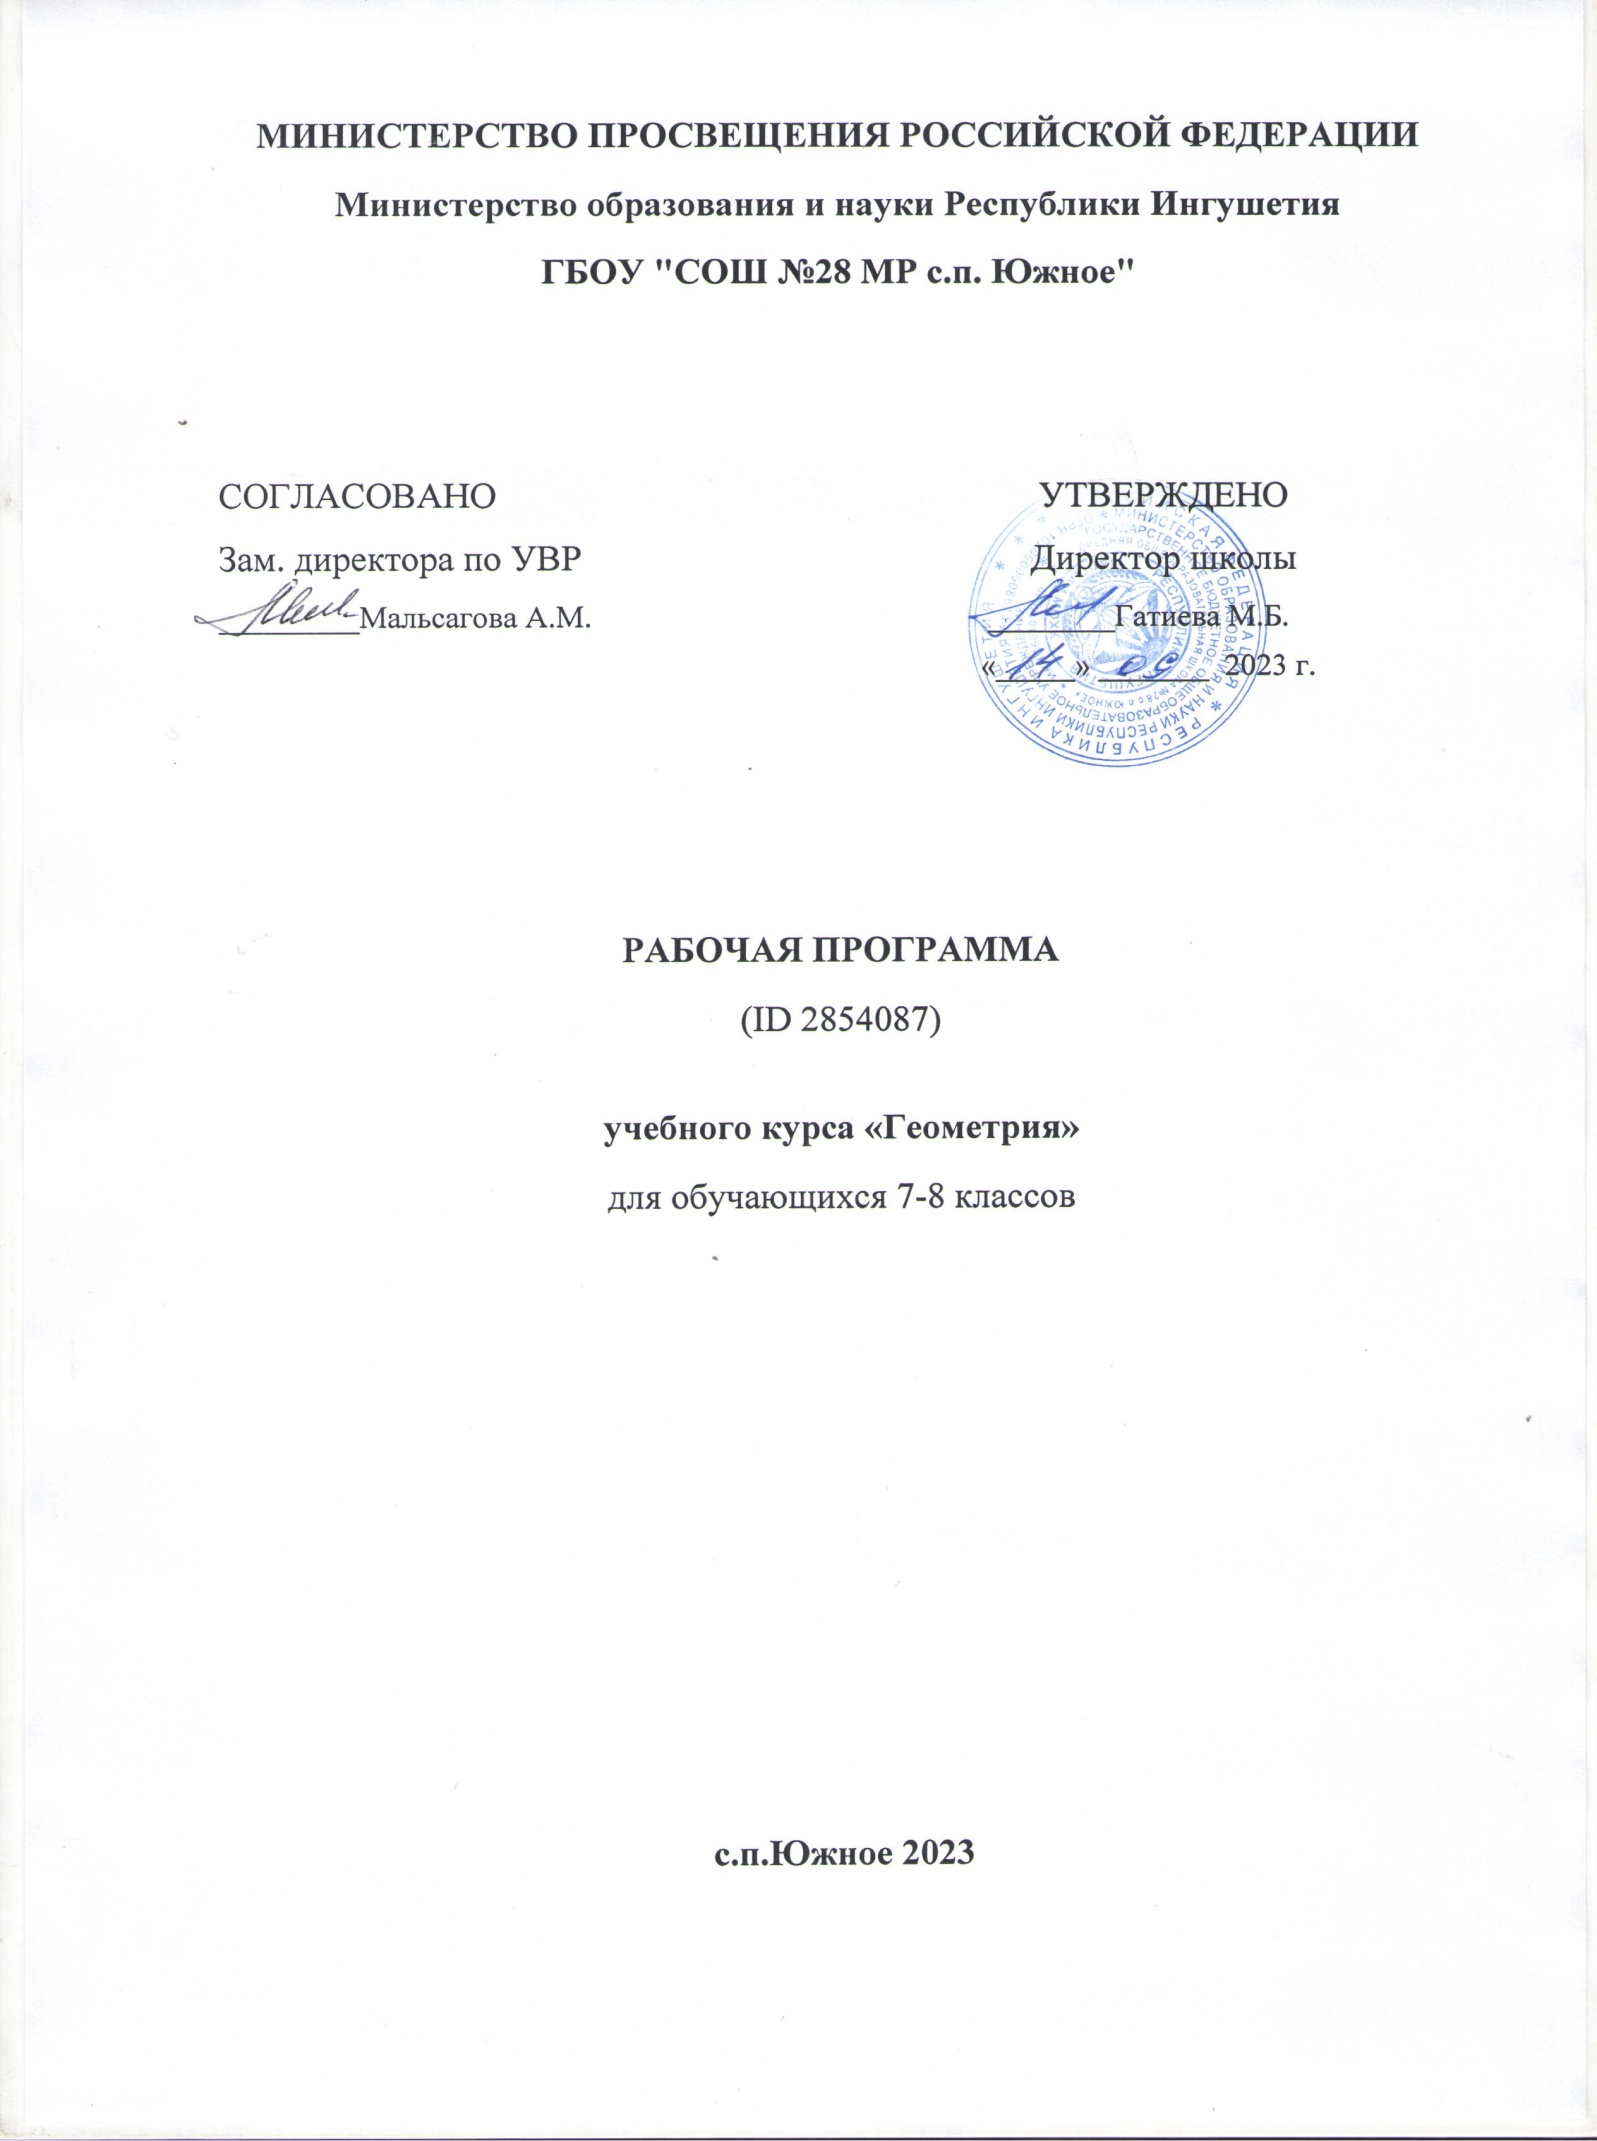 МИНИСТЕРСТВО ПРОСВЕЩЕНИЯ РОССИЙСКОЙ ФЕДЕРАЦИИ
Министерство образования и науки Республики Ингушетия
ГБОУ "СОШ №28 МР с.п. Южное"
СОГЛАСОВАНО
Зам. директора по УВР
Мальсагова А.М.
УТВЕРЖДЕНО
Директор школы
Гатиева М.Б.
«14» 09 2023 г.
РАБОЧАЯ ПРОГРАММА
(ID 2854087)
учебного курса «Геометрия»
для обучающихся 7-8 классов
с.п.Южное 2023